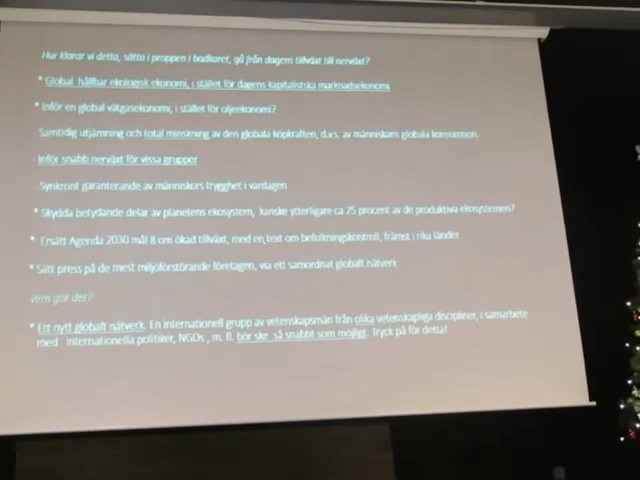 Hur klarar vi detta, sätta i proppen i badkaret, gå från dagens tillväxt till nerväxt?
* Global hållbar ekologisk ekonomi, i stället för dagens kapitalistska marknadsekonomi
* Inför en global vätgasekonomi, i stället för oljeekonomi?
Samtidig utjämning och total minskning av den globala köpkraften, d.v.s. av människans globala konsumtion.
- Inför snabb nerväxt för vissa grupper
- Synkront garanterande av människors trygghet i vardagen
* Skydda betydande delar av planetens ekosystem, kanske ytterligare ca 25 procent av de produktiva ekosystemen?
* Ersätt Agenda 2030 mål 8 om ökad tillväxt, med en text om befolkningskontroll, främst i rika länder
* Sätt press på de mest miljöförstörande företagen, via ett samordnat globalt nätverk
Vem gör det?
* Ett nytt globalt nätverk. En internationell grupp av vetenskapsmän från olika vetenskapliga discipliner, i samarbete
med internationella politiker, NGOs, m. fl. bör ske så snabbt som möjligt. Tryck på för detta!